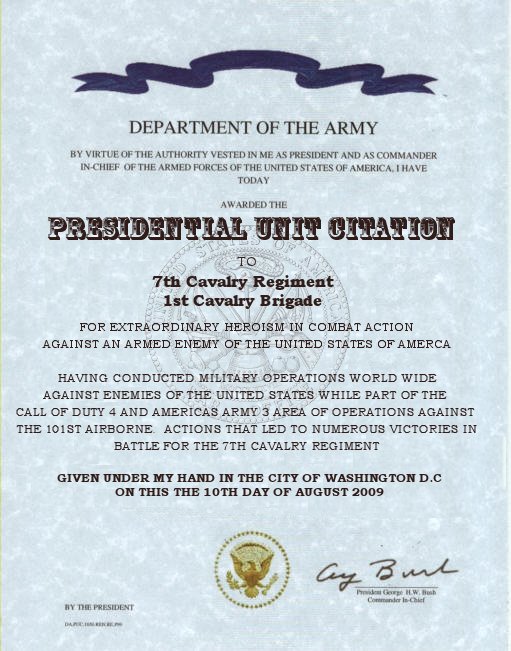 DEPARTMENT OF THE ARMY
BY VIRTUE OF THE AUTHORITY VESTED IN ME AS PRESIDENT AND AS COMMANDER
IN-CHIEF OF THE ARMED FORCES OF THE UNITED STATES OF AMERICA, I HAVE
TODAY
AWARDED THE
PRESIDENTIAL UNIT CITATION
TO
7th Cavalry Regiment
1st Cavalry Brigade
FOR EXTRAORDINARY HEROISM IN COMBAT ACTION
AGAINST AN ARMED ENEMY OF THE UNITED STATES OF AMERCA
HAVING CONDUCTED MILITARY OPERATIONS WORLD WIDE
AGAINST ENEMIES OF THE UNITED STATES WHILE PART OF THE
CALL OF DUTY 4 AND AMERICAS ARMY 3 AREA OF OPERATIONS AGAINST
THE 101ST AIRBORNE. ACTIONS THAT LED TO NUMEROUS VICTORIES IN
BATTLE FOR THE 7TH CAVALRY REGIMENT
GIVEN UNDER MY HAND IN THE CITY OF WASHINGTON D.C
ON THIS THE 10TH DAY OF AUGUST 2009
President George H.W. Bush
Commander In-Chief
BY THE PRESIDENT